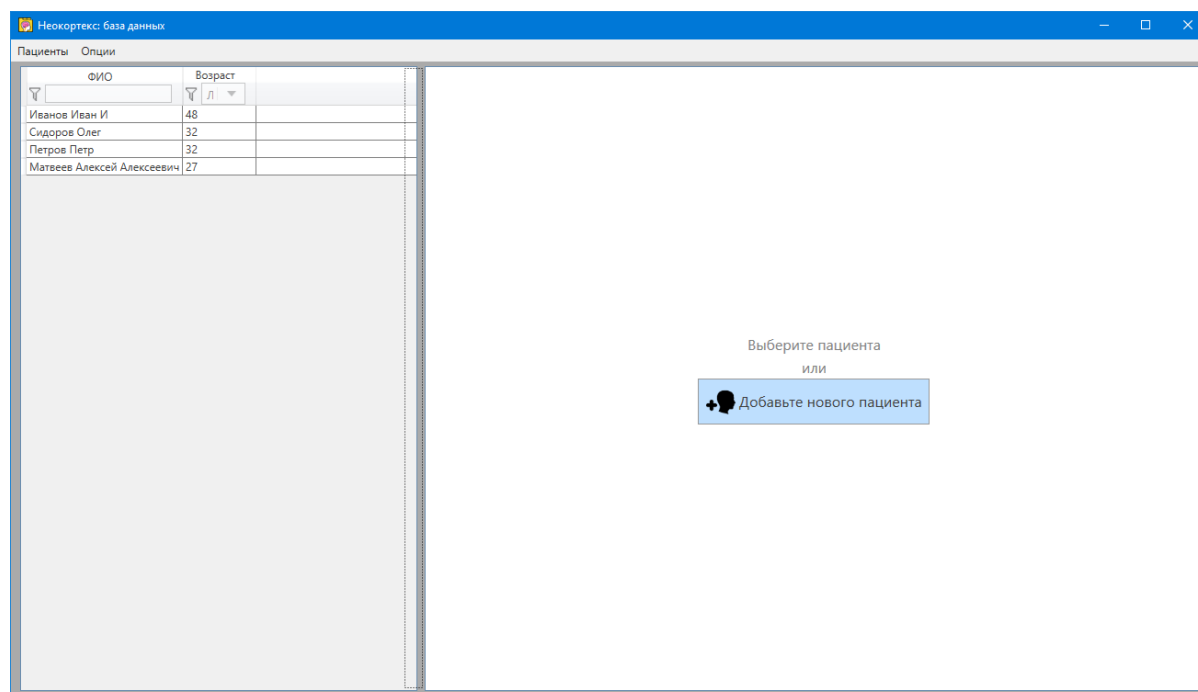 Неокортекс: база данных
Пациенты Опции
ФИО Возраст
Л
Иванов Иван И 48
Сидоров Олег 32
Петров Петр 32
Матвеев Алексей Алексеевич 27
Выберите пациента
или
Добавьте нового пациента